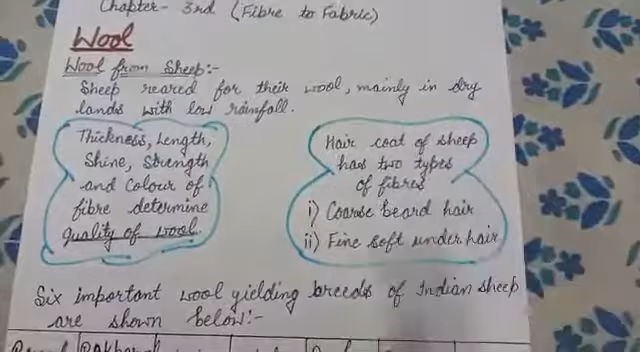 Chapter- 3rd (Fibre to Fabric)
Wool
Wool from Sheep:-
Sheep reared for their wool, mainly in dry
lands with low rainfall.
Thickness, Length,
Shine, Strength
and Colour of
fibre determine
quality of wool.
Hair coat of sheep
has two types
of fibres
i) Coarse beard hair
ii) Fine soft under hair
Six important wool yielding breeds of Indian sheep
are shown below:-